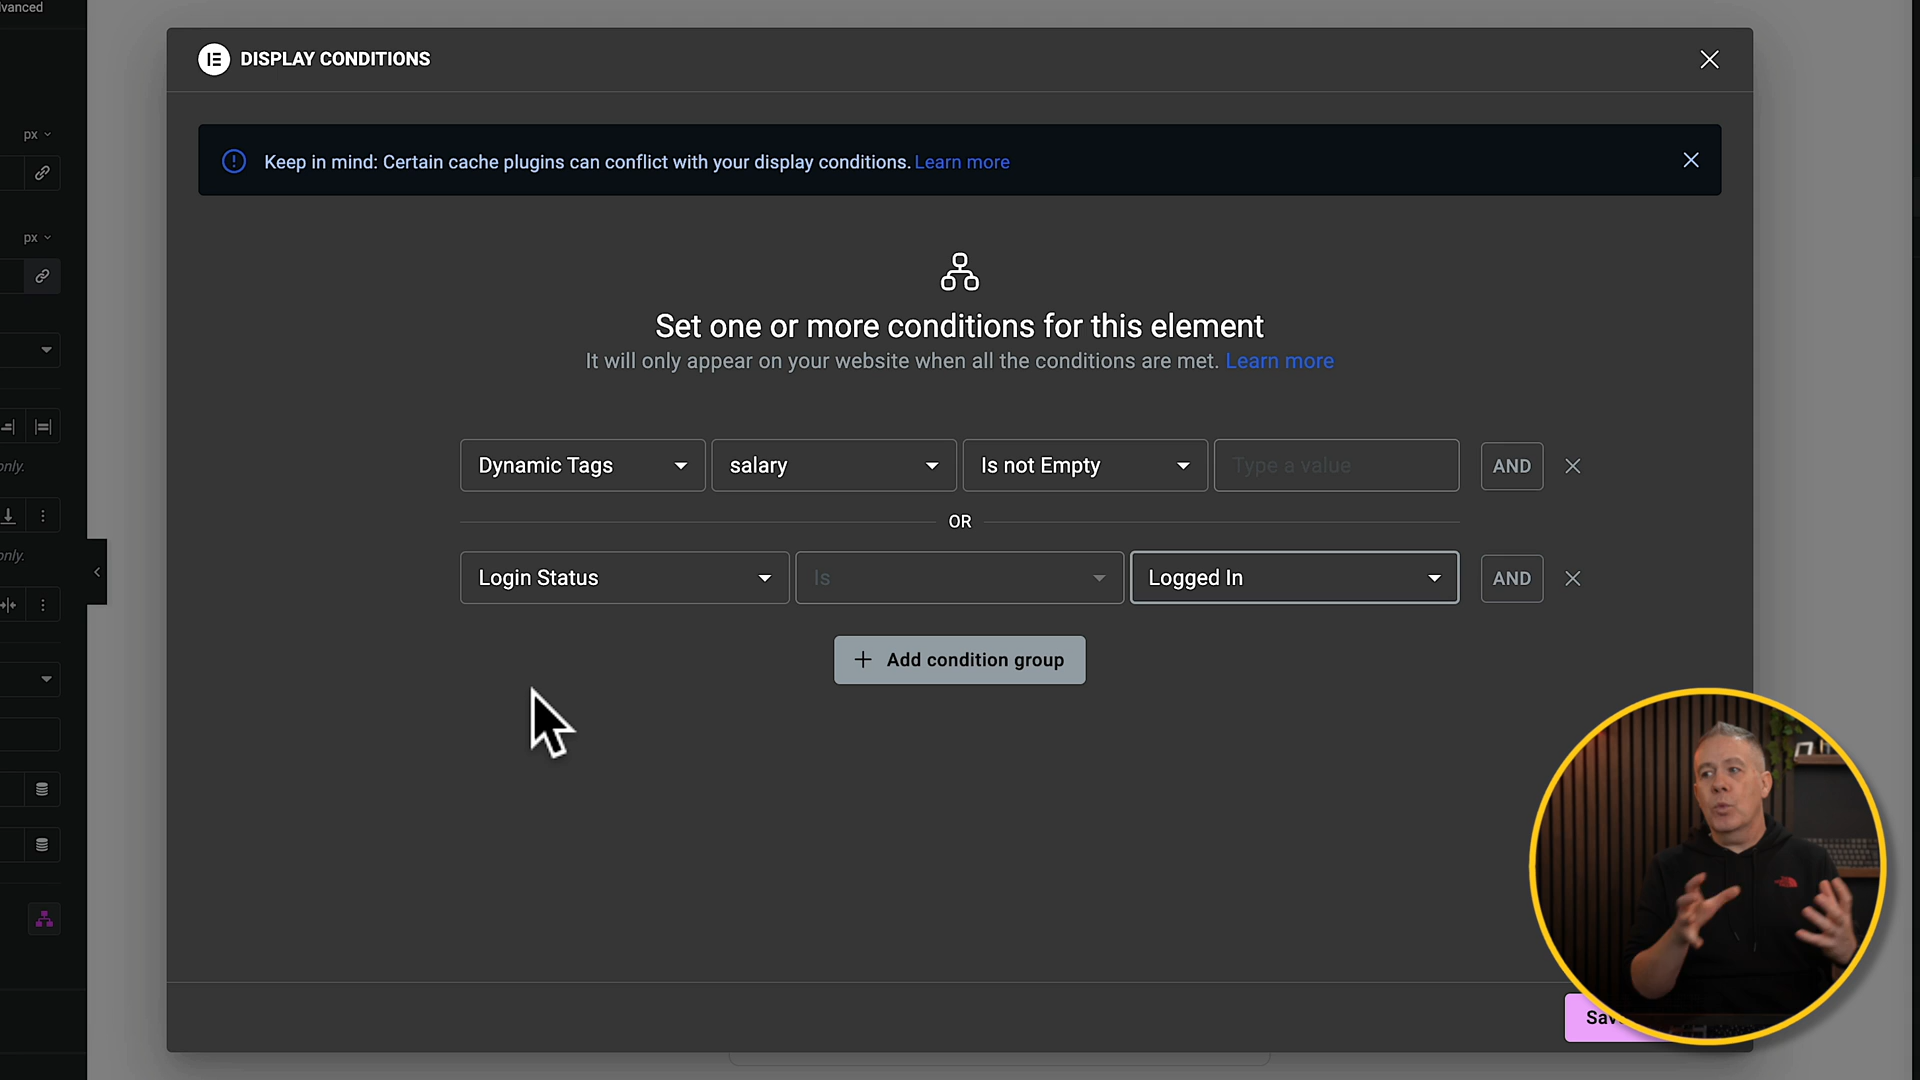 DISPLAY CONDITIONS
px
Keep in mind: Certain cache plugins can conflict with your display conditions. Learn more
px
Set one or more conditions for this element
It will only appear on your website when all the conditions are met. Learn more
only.
Dynamic Tags salary Is not Empty Type a value AND
OR
only.
Login Status Is Logged In AND
+ Add condition group